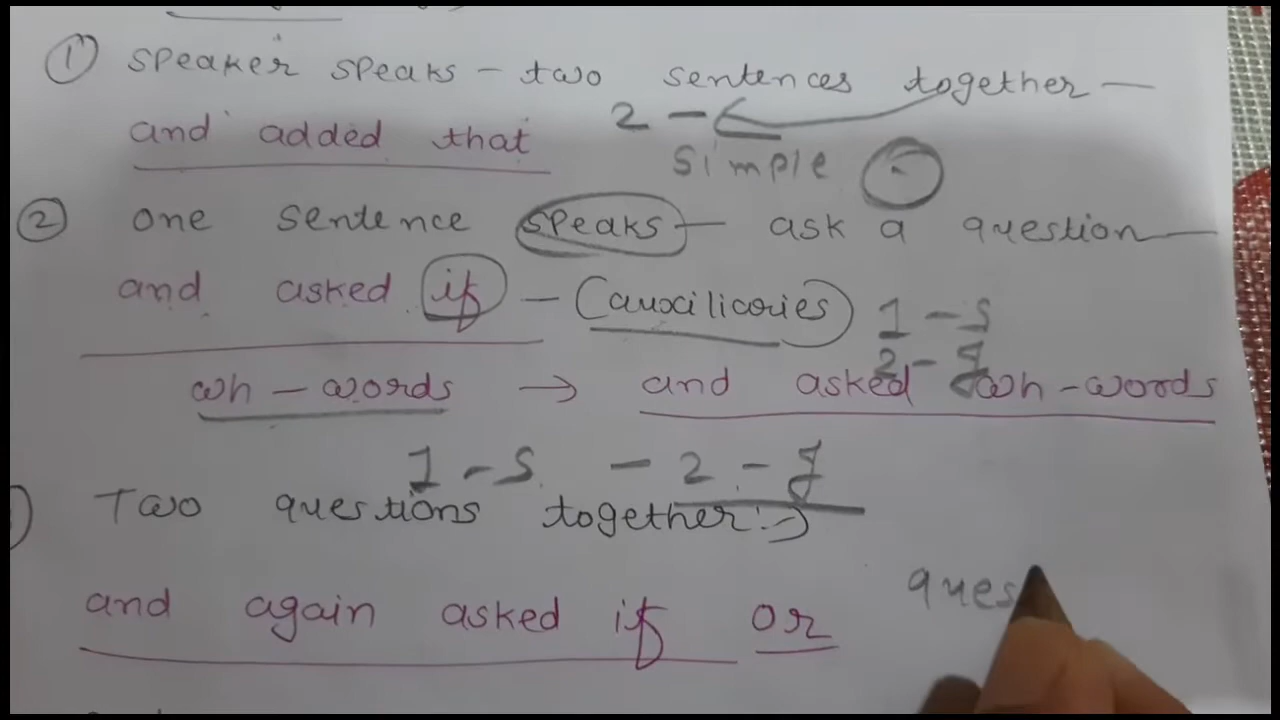 ① speaker speaks - two sentences together -
and added that 2 -
simple
② one sentence speaks - ask a question -
and asked if - (auxilicories) 1 - s
2 - q
wh - words → and asked wh - words
1 - s - 2 - q
) Two questions together :-
and again asked if or ques